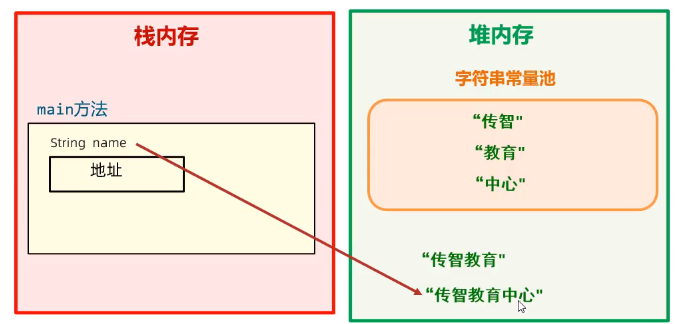 栈内存
main方法
String name
地址
堆内存
字符串常量池
“传智"
“教育"
“中心"
“传智教育"
“传智教育中心"